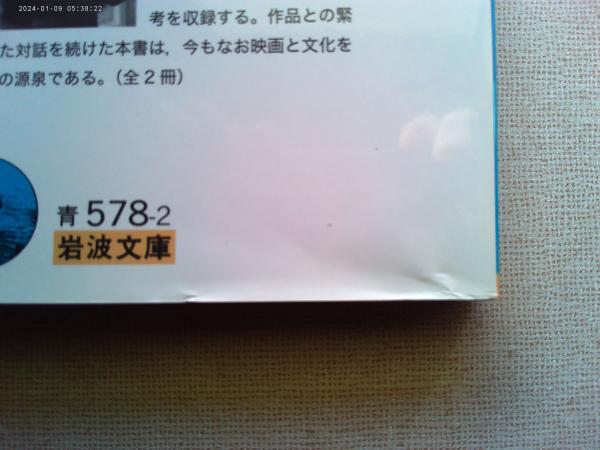 2024-01-09 05:38:22
考を収録する。作品との緊
た対話を続けた本書は，今もなお映画と文化を
の源泉である。（全２冊）
青 578-2
岩波文庫